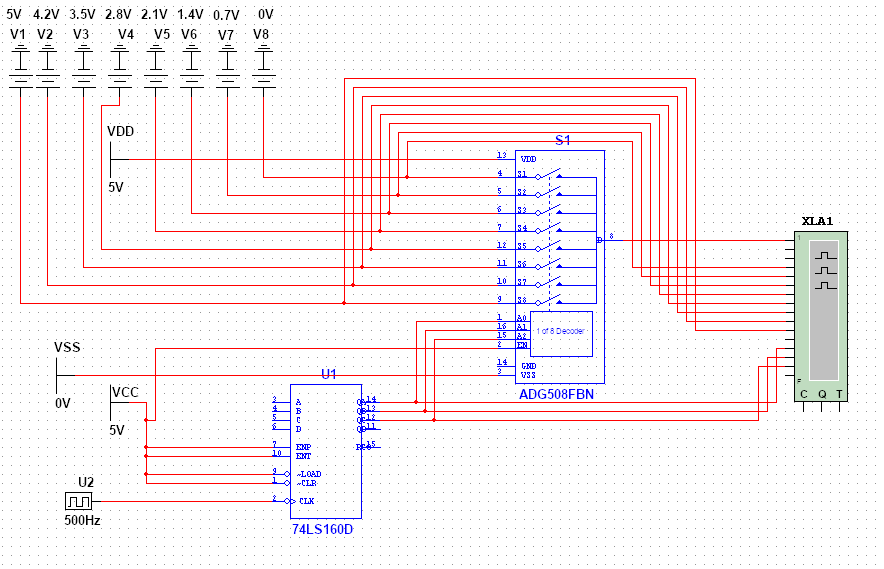 5V 4.2V 3.5V 2.8V 2.1V 1.4V 0.7V 0V
V1 V2 V3 V4 V5 V6 V7 V8
VDD
5V
S1
13 VDD
4 S1
5 S2
6 S3
7 S4
12 S5
11 S6
10 S7
9 S8
D 8
1 A0
16 A1
15 A2
2 EN
1 of 8 Decoder
14 GND
3 VSS
ADG508FBN
XLA1
1
F
C Q T
VSS
0V
VCC
5V
U1
3 A QA 14
4 B QB 13
5 C QC 12
6 D QD 11
7 ENP RCO 15
10 ENT
9 ~LOAD
1 ~CLR
2 CLK
74LS160D
U2
500Hz